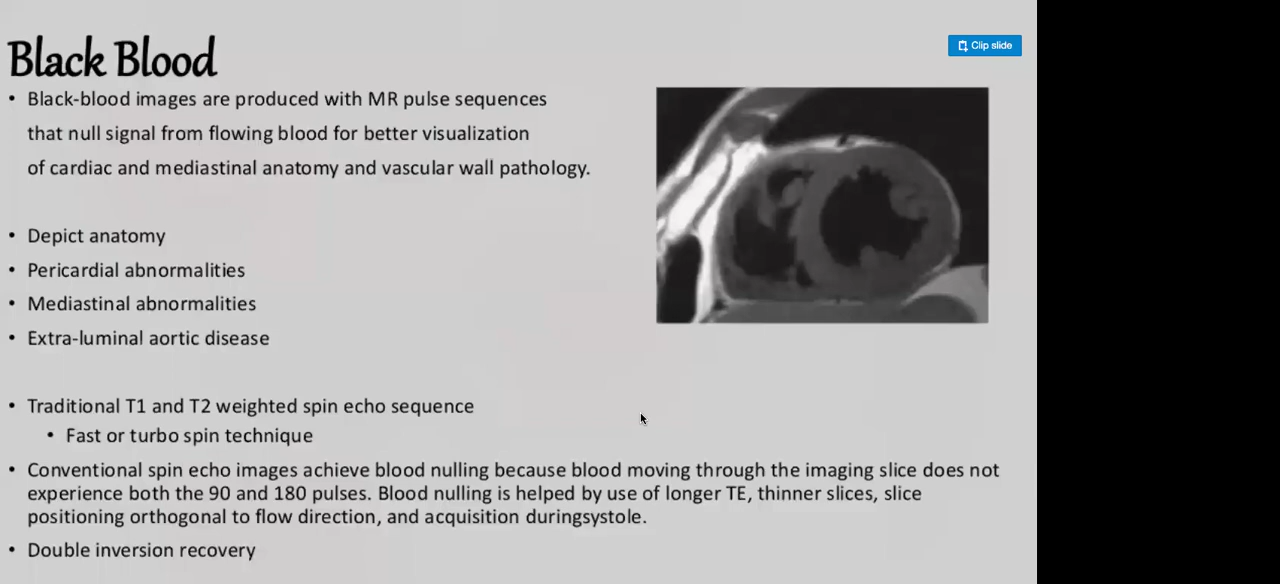 Black Blood
Clip slide
• Black-blood images are produced with MR pulse sequences
that null signal from flowing blood for better visualization
of cardiac and mediastinal anatomy and vascular wall pathology.
• Depict anatomy
• Pericardial abnormalities
• Mediastinal abnormalities
• Extra-luminal aortic disease
• Traditional T1 and T2 weighted spin echo sequence
• Fast or turbo spin technique
• Conventional spin echo images achieve blood nulling because blood moving through the imaging slice does not
experience both the 90 and 180 pulses. Blood nulling is helped by use of longer TE, thinner slices, slice
positioning orthogonal to flow direction, and acquisition duringsystole.
• Double inversion recovery